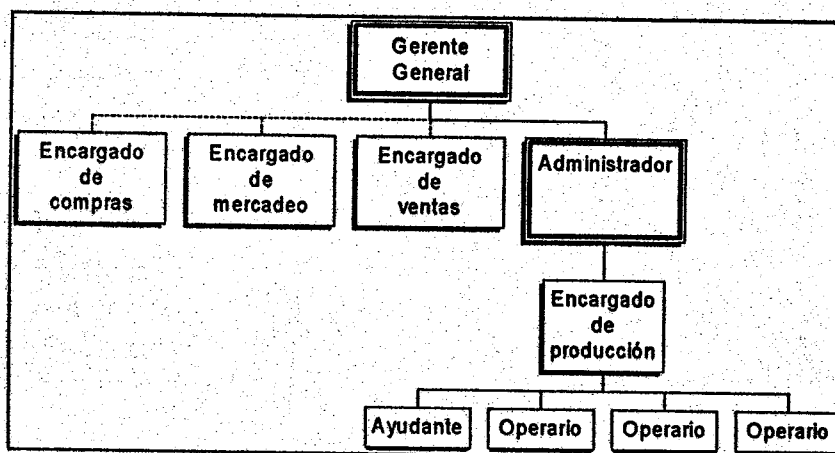 Gerente
General
Encargado
de
compras
Encargado
de
mercadeo
Encargado
de
ventas
Administrador
Encargado
de
producción
Ayudante
Operario
Operario
Operario